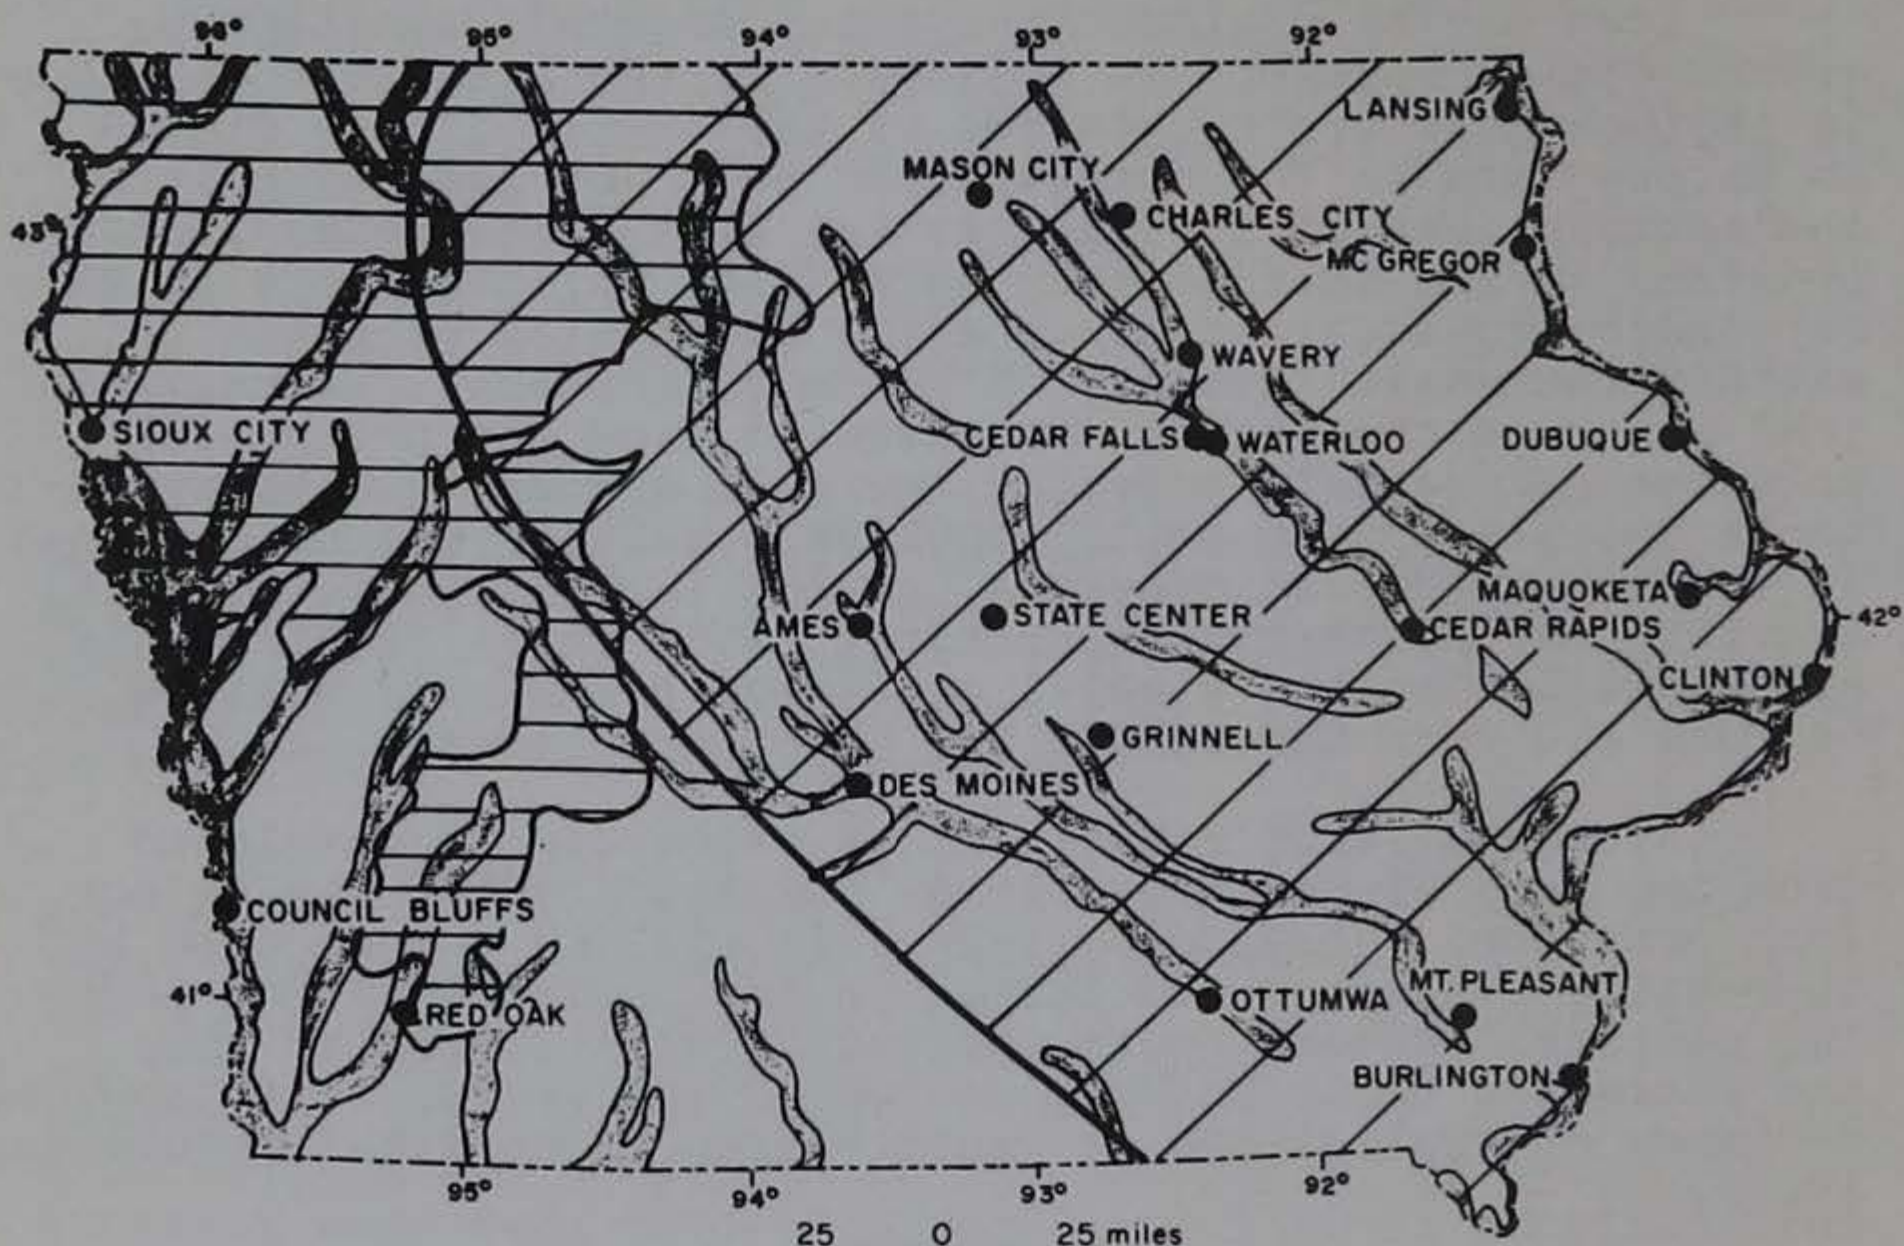 96° 95° 94° 93° 92°
LANSING
MASON CITY
CHARLES CITY
43°
MC GREGOR
WAVERY
SIOUX CITY
CEDAR FALLS
WATERLOO
DUBUQUE
MAQUOKETA
AMES
STATE CENTER
42°
CEDAR RAPIDS
CLINTON
GRINNELL
DES MOINES
COUNCIL BLUFFS
41°
MT. PLEASANT
OTTUMWA
RED OAK
BURLINGTON
95° 94° 93° 92°
25 0 25 miles